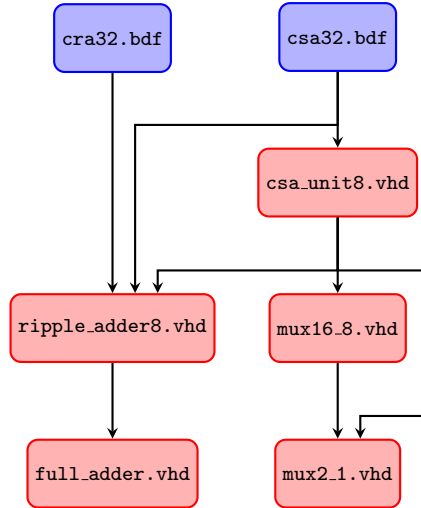 cra32.bdf
csa32.bdf
csa_unit8.vhd
ripple_adder8.vhd
mux16_8.vhd
full_adder.vhd
mux2_1.vhd